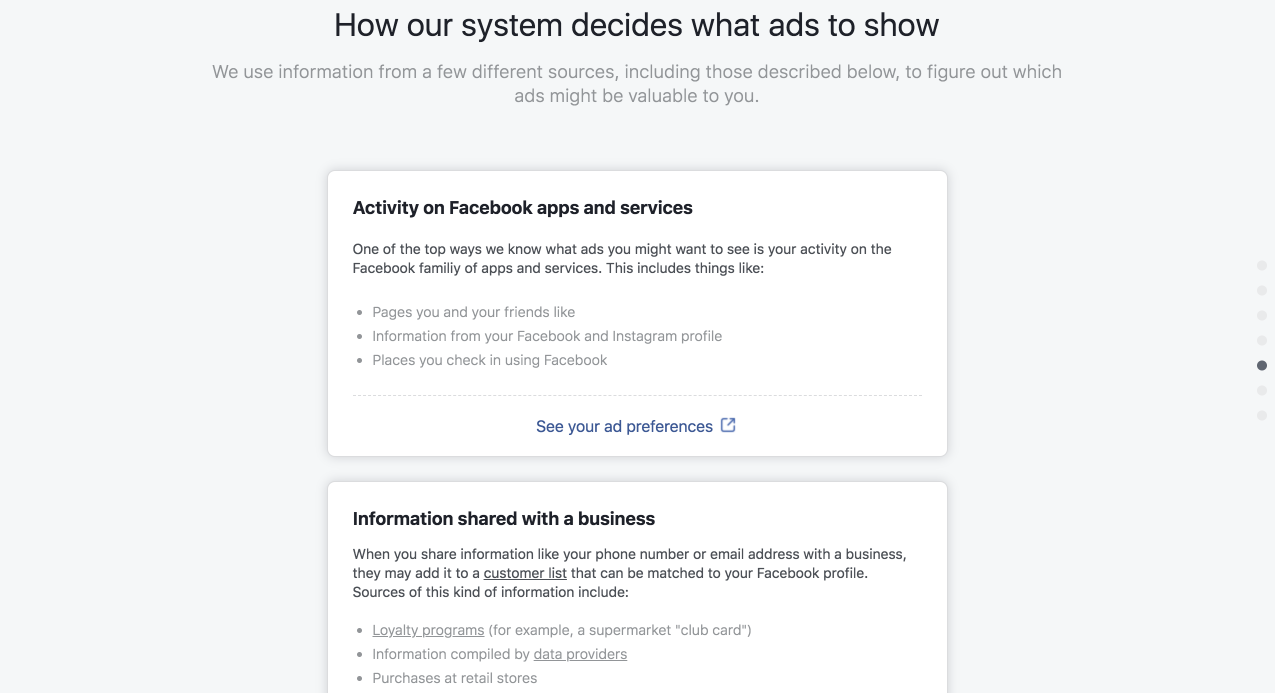 How our system decides what ads to show
We use information from a few different sources, including those described below, to figure out which
ads might be valuable to you.
Activity on Facebook apps and services
One of the top ways we know what ads you might want to see is your activity on the
Facebook familiy of apps and services. This includes things like:
Pages you and your friends like
Information from your Facebook and Instagram profile
Places you check in using Facebook
See your ad preferences
Information shared with a business
When you share information like your phone number or email address with a business,
they may add it to a customer list that can be matched to your Facebook profile.
Sources of this kind of information include:
Loyalty programs (for example, a supermarket "club card")
Information compiled by data providers
Purchases at retail stores